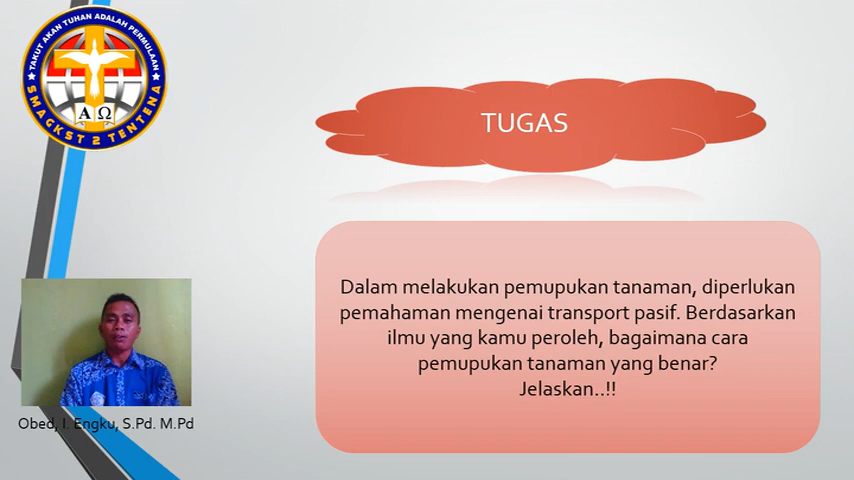 TAKUT AKAN TUHAN ADALAH PERMULAAN
SMAGKST 2 TENTENA
A Ω
TUGAS
Dalam melakukan pemupukan tanaman, diperlukan
pemahaman mengenai transport pasif. Berdasarkan
ilmu yang kamu peroleh, bagaimana cara
pemupukan tanaman yang benar?
Jelaskan..!!
Obed, I. Engku, S.Pd. M.Pd